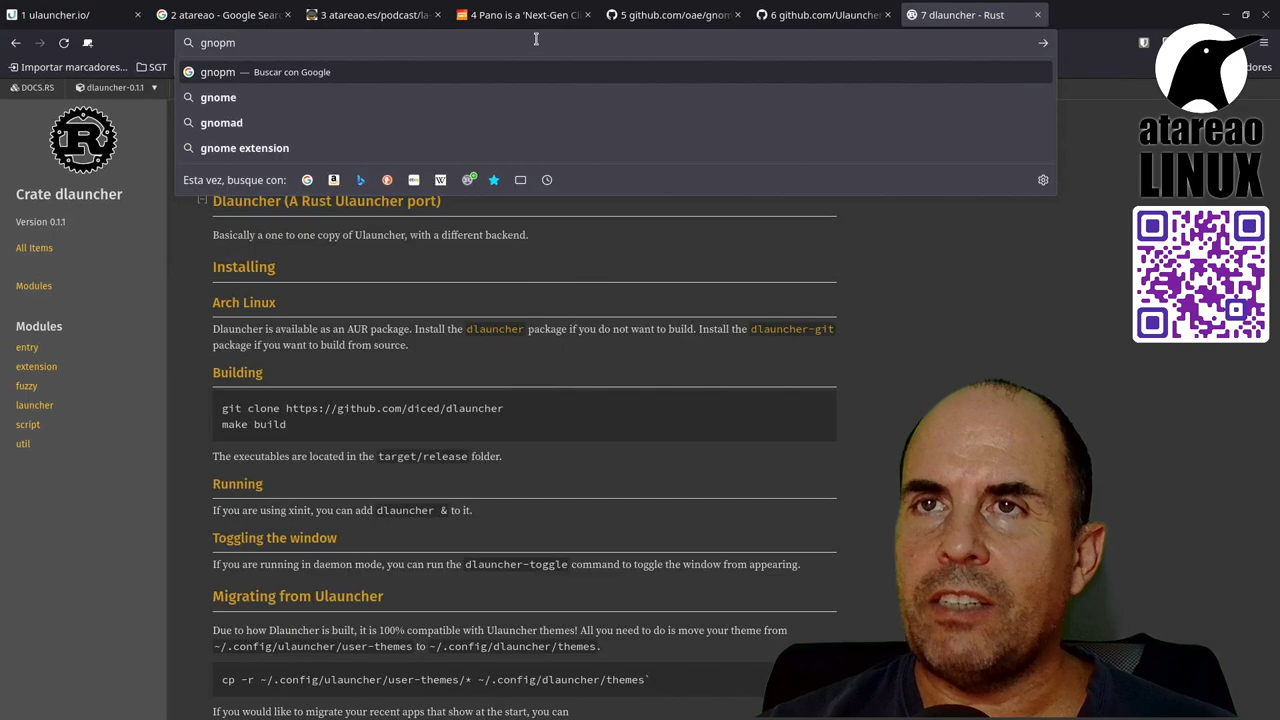 1 ulauncher.io/
2 atareao - Google Sear
3 atareao.es/podcast/la-
4 Pano is a 'Next-Gen Cli
5 github.com/oae/gnom
6 github.com/Ulauncher
7 dlauncher - Rust
gnopm
Importar marcadores...
SGT
dores
gnopm — Buscar con Google
gnome
gnomad
gnome extension
Esta vez, busque con:
DOCS.RS
dlauncher-0.1.1
Crate dlauncher
Version 0.1.1
All Items
Modules
Modules
entry
extension
fuzzy
launcher
script
util
Dlauncher (A Rust Ulauncher port)
Basically a one to one copy of Ulauncher, with a different backend.
Installing
Arch Linux
Dlauncher is available as an AUR package. Install the dlauncher package if you do not want to build. Install the dlauncher-git
package if you want to build from source.
Building
git clone https://github.com/diced/dlauncher
make build
The executables are located in the target/release folder.
Running
If you are using xinit, you can add dlauncher & to it.
Toggling the window
If you are running in daemon mode, you can run the dlauncher-toggle command to toggle the window from appearing.
Migrating from Ulauncher
Due to how Dlauncher is built, it is 100% compatible with Ulauncher themes! All you need to do is move your theme from
~/.config/ulauncher/user-themes to ~/.config/dlauncher/themes.
cp -r ~/.config/ulauncher/user-themes/* ~/.config/dlauncher/themes`
If you would like to migrate your recent apps that show at the start, you can
atareao
LINUX